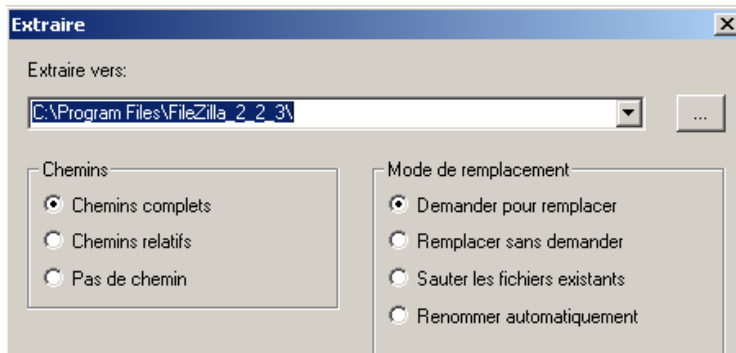 Extraire
Extraire vers:
C:\Program Files\FileZilla_2_2_3\
...
Chemins
Chemins complets
Chemins relatifs
Pas de chemin
Mode de remplacement
Demander pour remplacer
Remplacer sans demander
Sauter les fichiers existants
Renommer automatiquement